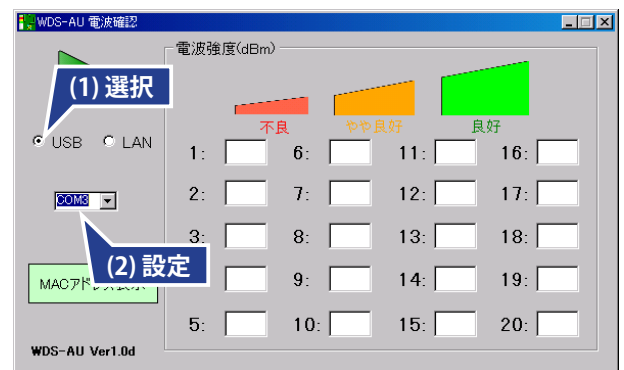 WDS-AU 電波確認
電波強度(dBm)
(1) 選択
不良 やや良好 良好
USB LAN
1: 6: 11: 16:
COM3
2: 7: 12: 17:
3: 8: 13: 18:
(2) 設定
MACアド
9: 14: 19:
5: 10: 15: 20:
WDS-AU Ver1.0d